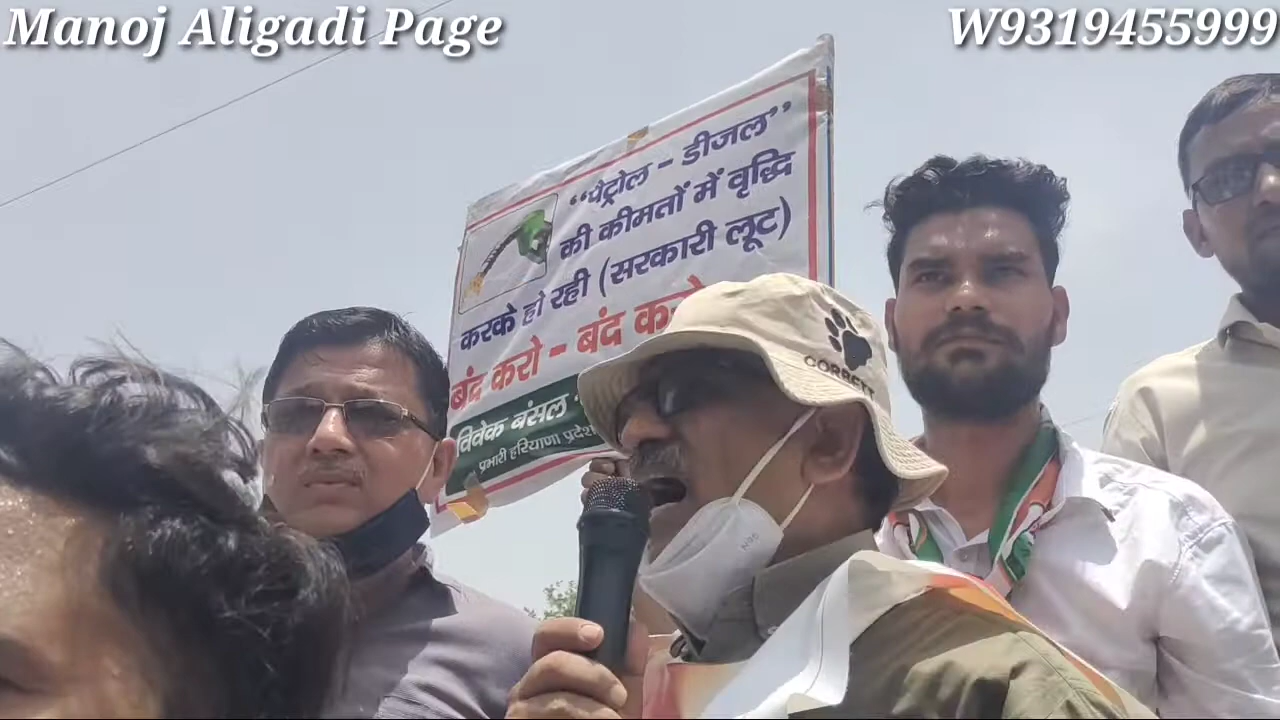 Manoj Aligadi Page
W9319455999
“पेट्रोल - डीजल”
की कीमतों में वृद्धि
करके हो रही (सरकारी लूट)
बंद करो - बंद करो
विवेक बंसल
प्रभारी हरियाणा प्रदेश
CORBETT
N95